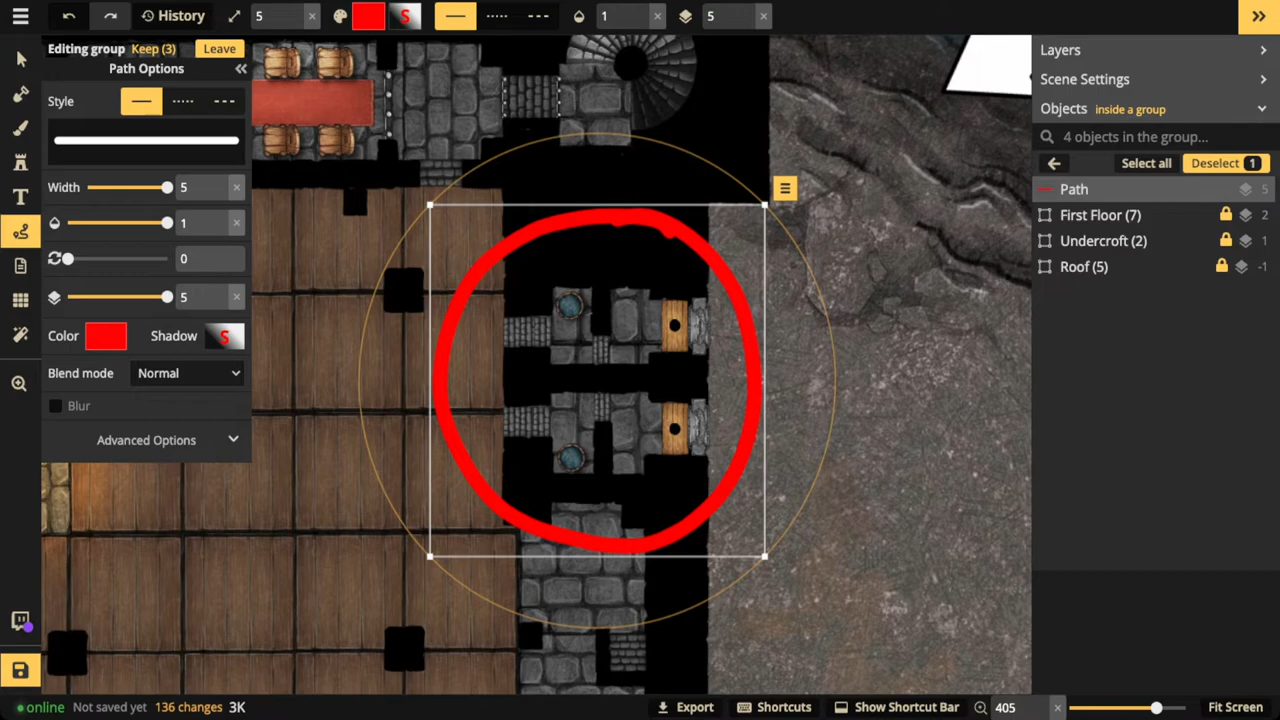 History 5 S 1 5
Editing group Keep (3) Leave
Path Options
Style
Width 5
1
0
5
Color Shadow S
Blend mode Normal
Blur
Advanced Options
Layers
Scene Settings
Objects inside a group
4 objects in the group...
Select all Deselect 1
Path 5
First Floor (7) 2
Undercroft (2) 1
Roof (5) -1
online Not saved yet 136 changes 3K Export Shortcuts Show Shortcut Bar 405 Fit Screen